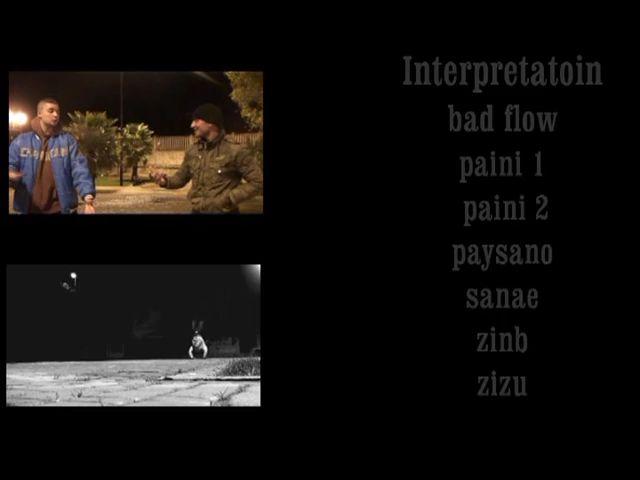 Interpretatoin
bad flow
paini 1
paini 2
paysano
sanae
zinb
zizu